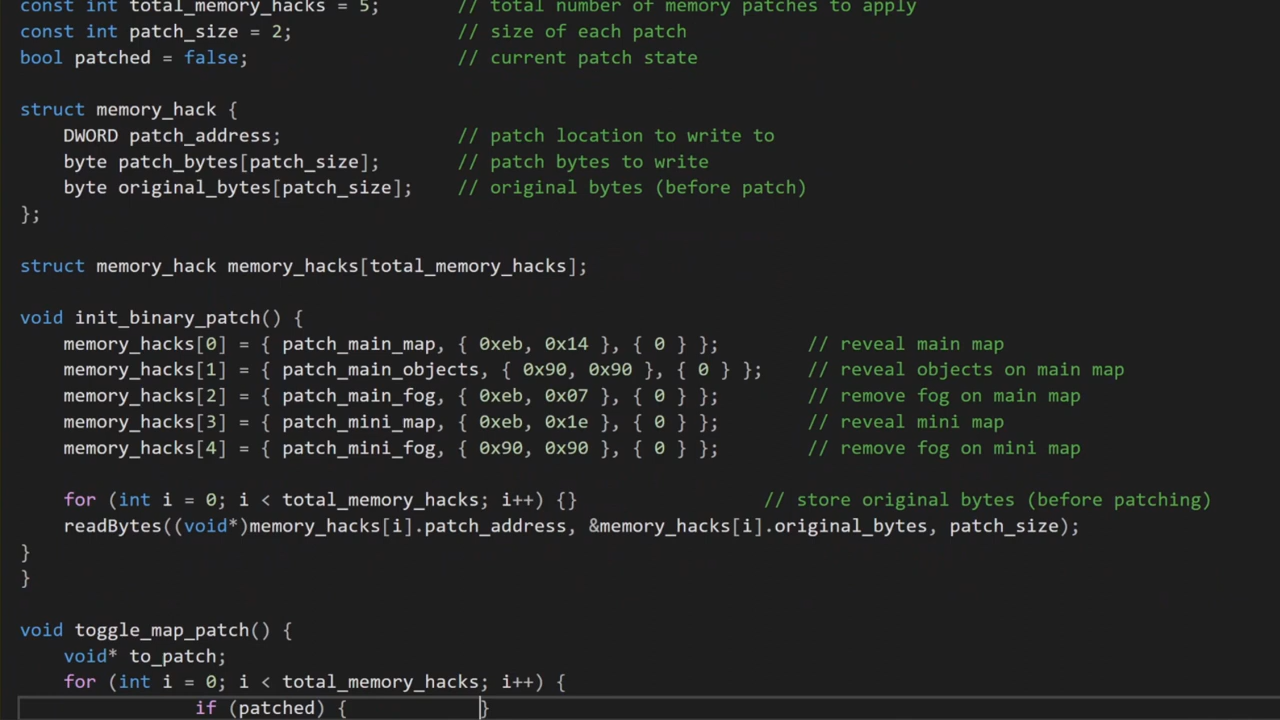 const int total_memory_hacks = 5;    // total number of memory patches to apply
const int patch_size = 2;    // size of each patch
bool patched = false;    // current patch state
struct memory_hack {
DWORD patch_address;    // patch location to write to
byte patch_bytes[patch_size];    // patch bytes to write
byte original_bytes[patch_size];    // original bytes (before patch)
};
struct memory_hack memory_hacks[total_memory_hacks];
void init_binary_patch() {
memory_hacks[0] = { patch_main_map, { 0xeb, 0x14 }, { 0 } };    // reveal main map
memory_hacks[1] = { patch_main_objects, { 0x90, 0x90 }, { 0 } };    // reveal objects on main map
memory_hacks[2] = { patch_main_fog, { 0xeb, 0x07 }, { 0 } };    // remove fog on main map
memory_hacks[3] = { patch_mini_map, { 0xeb, 0x1e }, { 0 } };    // reveal mini map
memory_hacks[4] = { patch_mini_fog, { 0x90, 0x90 }, { 0 } };    // remove fog on mini map
for (int i = 0; i < total_memory_hacks; i++) {}    // store original bytes (before patching)
readBytes((void*)memory_hacks[i].patch_address, &memory_hacks[i].original_bytes, patch_size);
}
}
void toggle_map_patch() {
void* to_patch;
for (int i = 0; i < total_memory_hacks; i++) {
if (patched) {    }